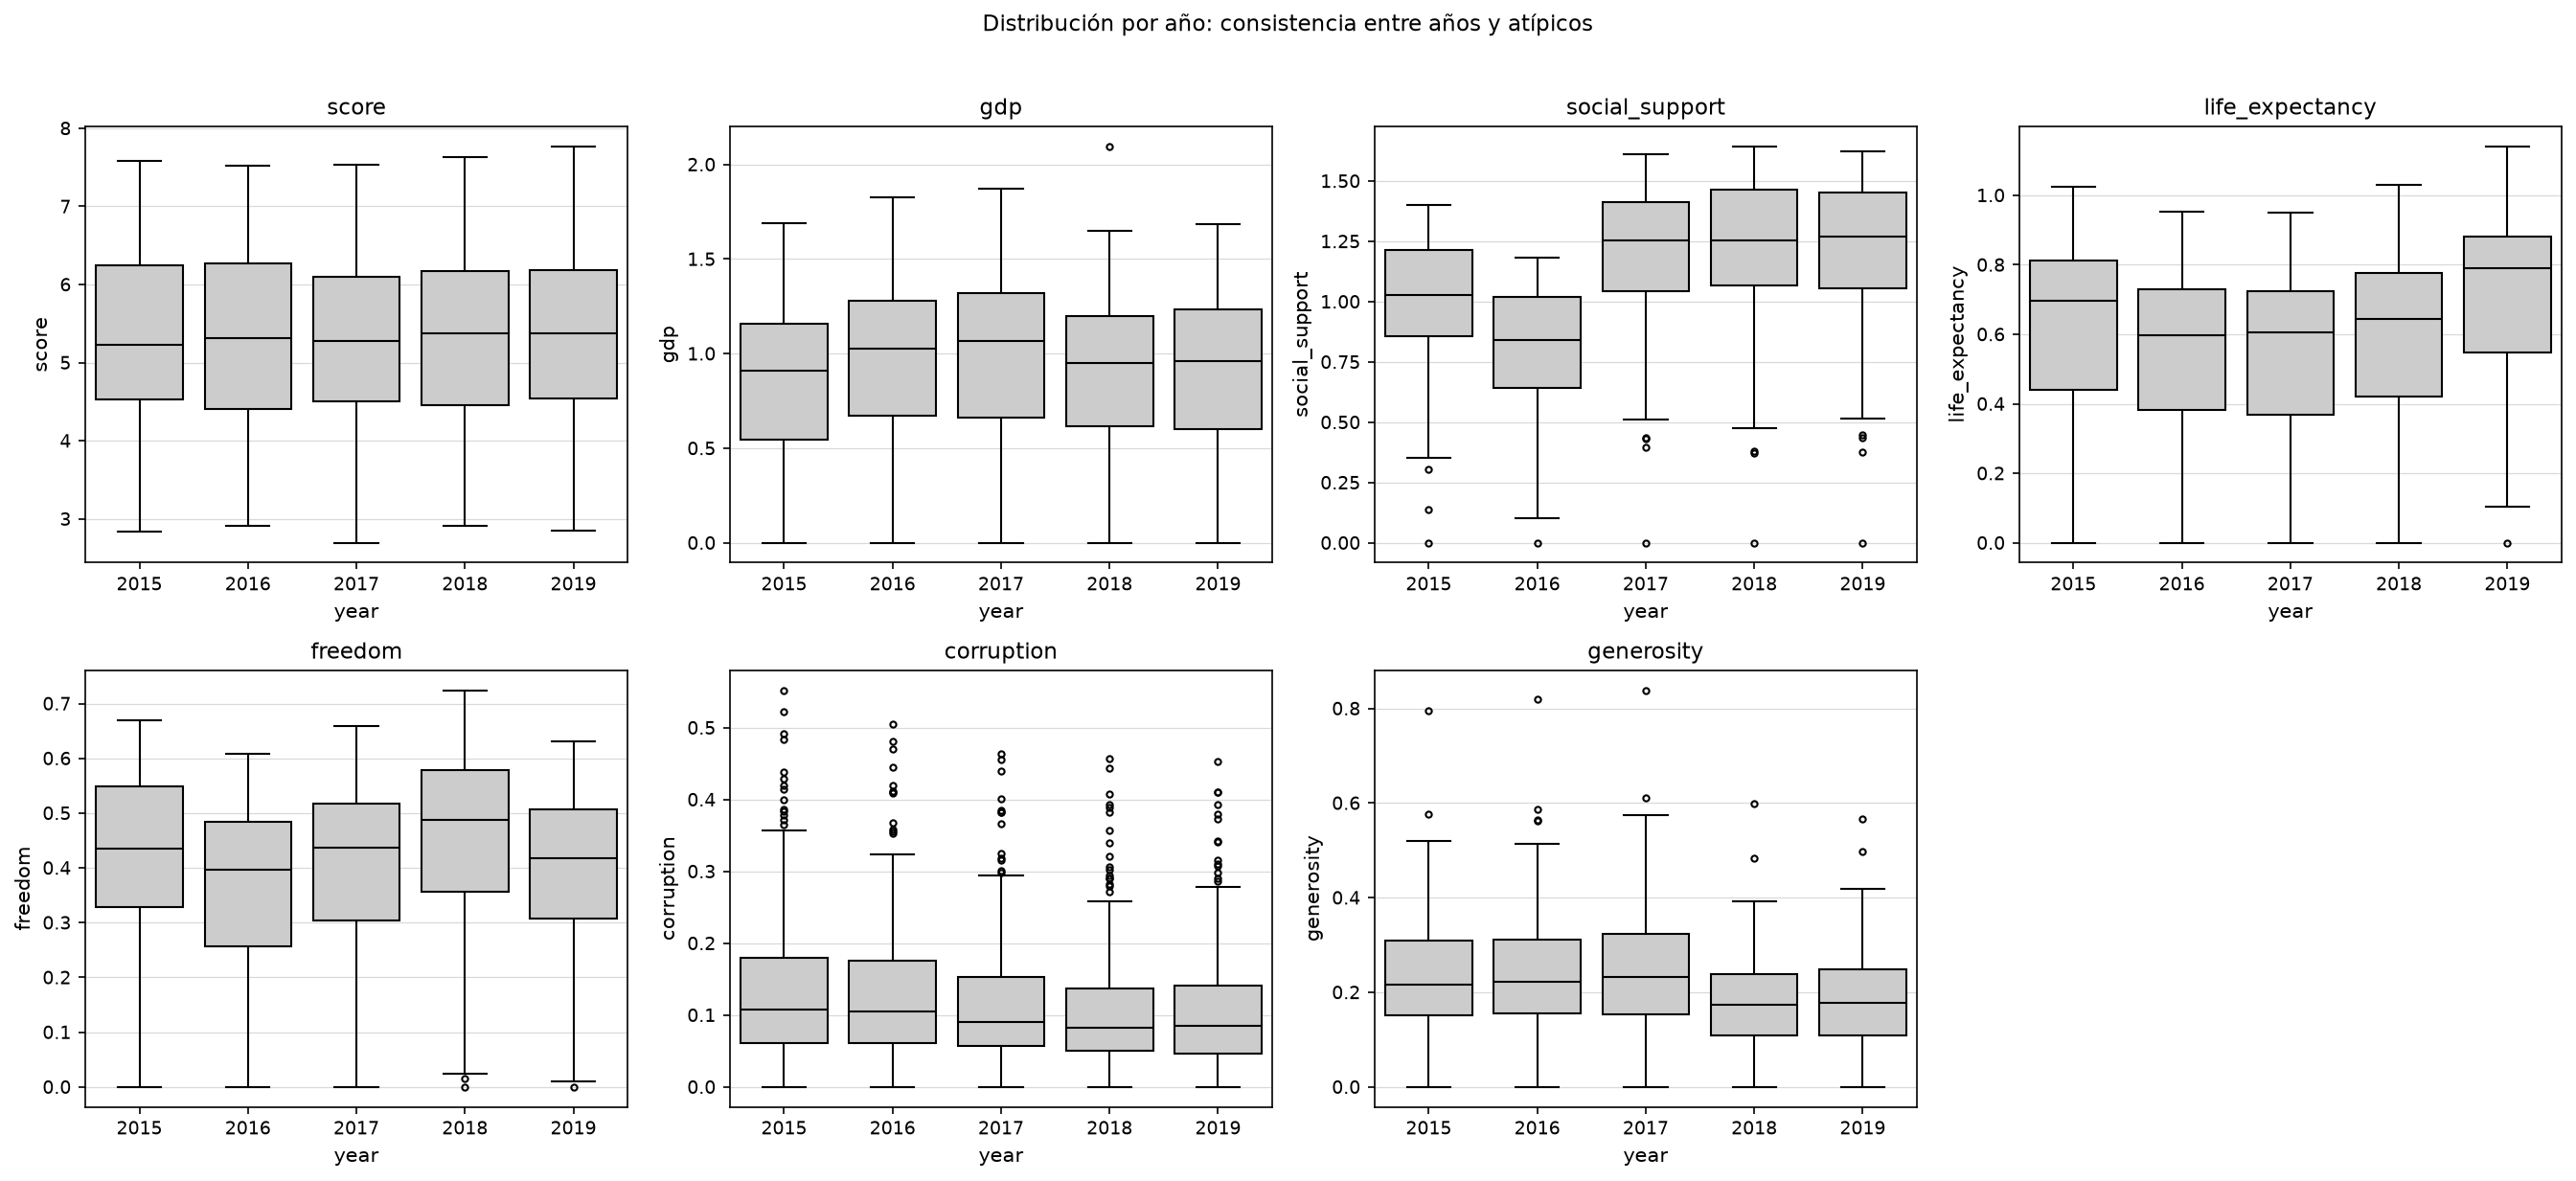 Distribución por año: consistencia entre años y atípicos
score
8
7
6
5
4
3
score
2015 2016 2017 2018 2019
year
gdp
2.0
1.5
1.0
0.5
0.0
gdp
2015 2016 2017 2018 2019
year
social_support
1.50
1.25
1.00
0.75
0.50
0.25
0.00
social_support
2015 2016 2017 2018 2019
year
life_expectancy
1.0
0.8
0.6
0.4
0.2
0.0
life_expectancy
2015 2016 2017 2018 2019
year
freedom
0.7
0.6
0.5
0.4
0.3
0.2
0.1
0.0
freedom
2015 2016 2017 2018 2019
year
corruption
0.5
0.4
0.3
0.2
0.1
0.0
corruption
2015 2016 2017 2018 2019
year
generosity
0.8
0.6
0.4
0.2
0.0
generosity
2015 2016 2017 2018 2019
year